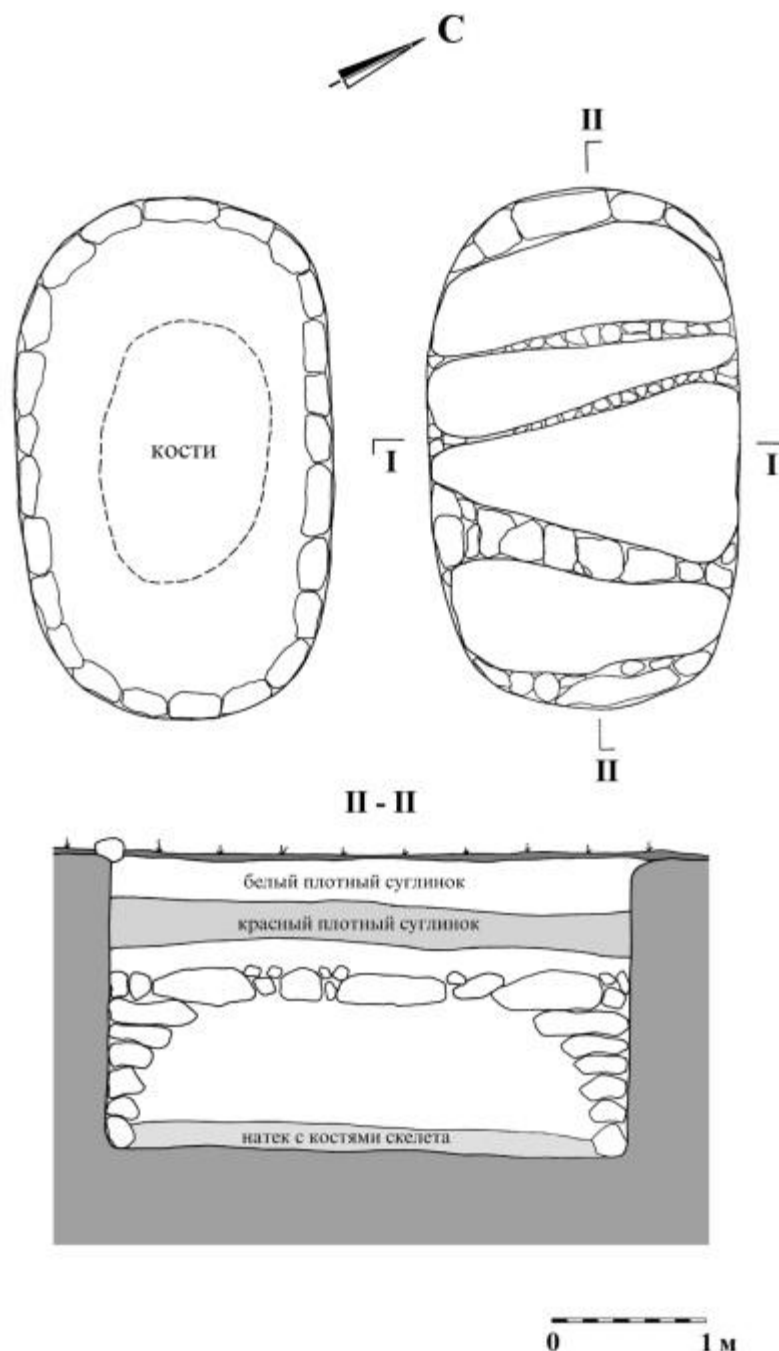 С
II
кости
I
I
II
II - II
белый плотный суглинок
красный плотный суглинок
натек с костями скелета
0 1 м